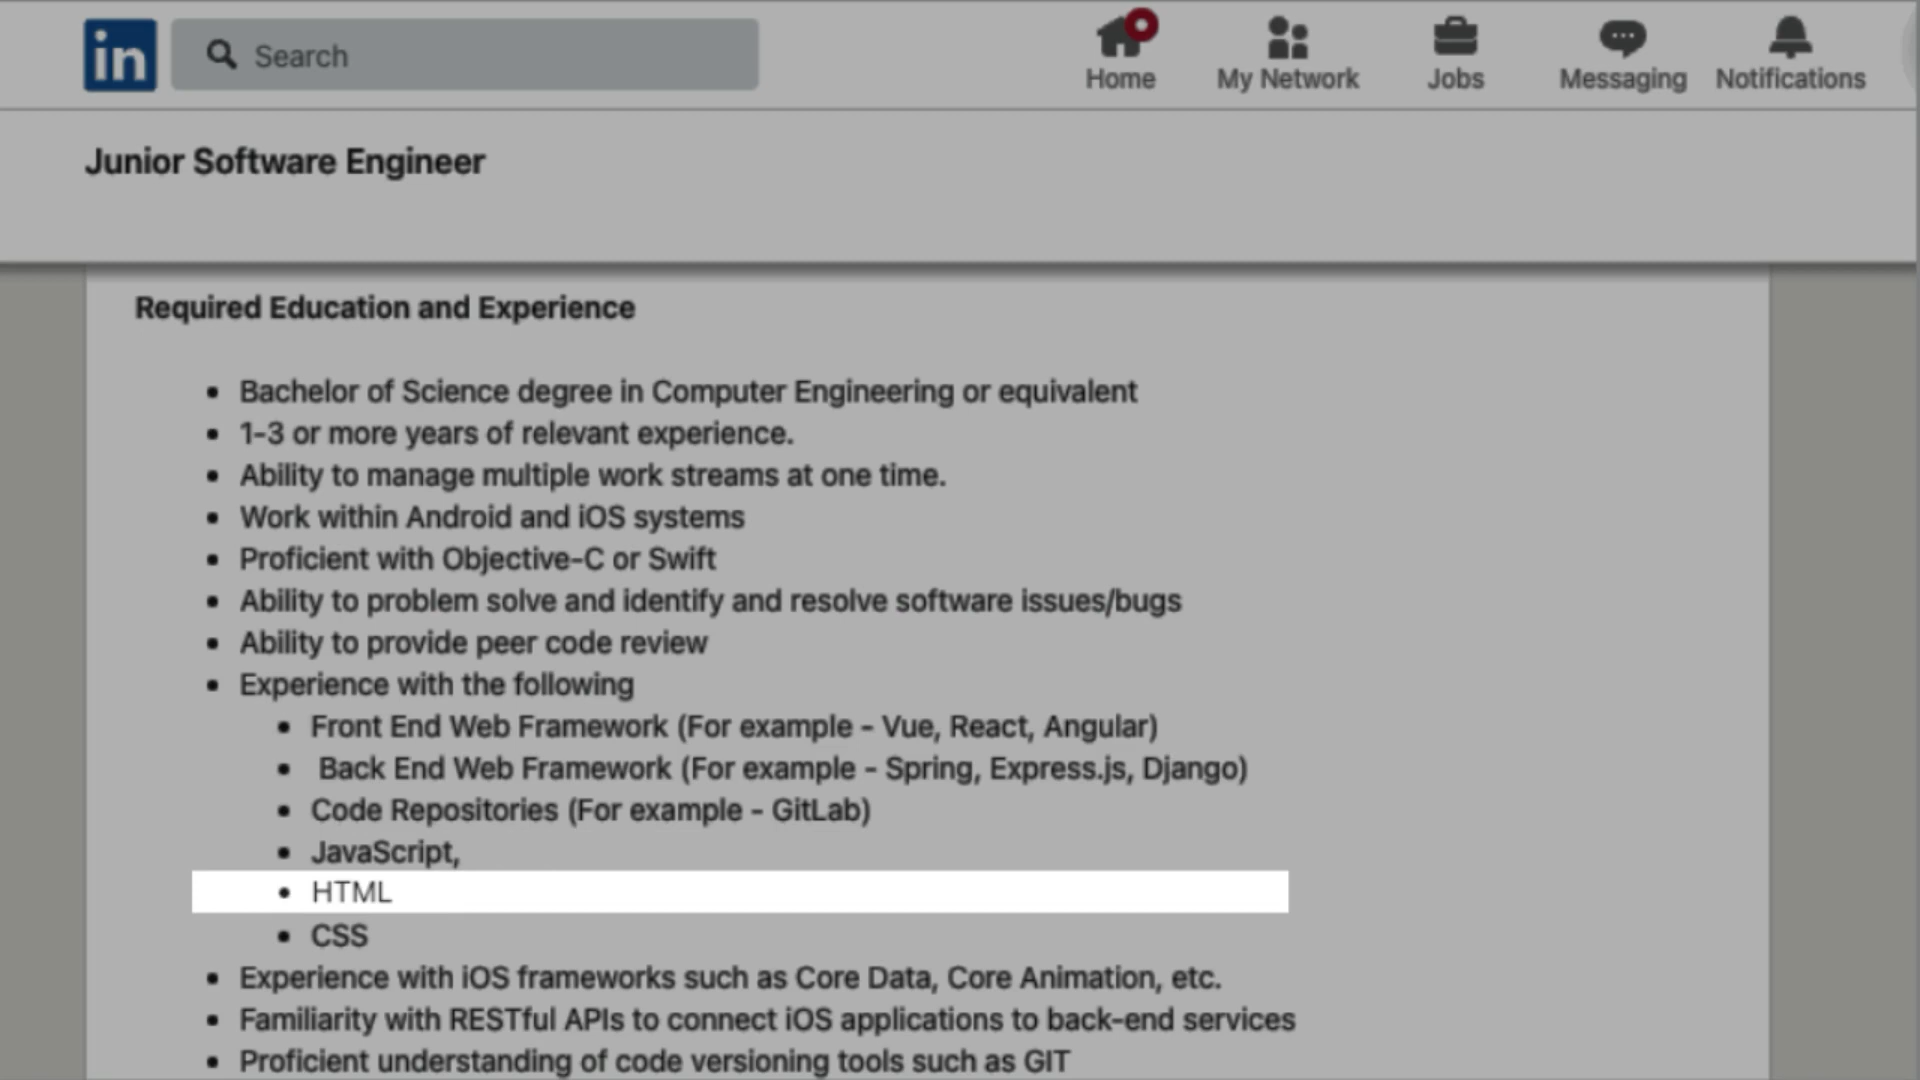 in
Search
Home
My Network
Jobs
Messaging
Notifications
Junior Software Engineer
Required Education and Experience
• Bachelor of Science degree in Computer Engineering or equivalent
• 1-3 or more years of relevant experience.
• Ability to manage multiple work streams at one time.
• Work within Android and iOS systems
• Proficient with Objective-C or Swift
• Ability to problem solve and identify and resolve software issues/bugs
• Ability to provide peer code review
• Experience with the following
• Front End Web Framework (For example - Vue, React, Angular)
• Back End Web Framework (For example - Spring, Express.js, Django)
• Code Repositories (For example - GitLab)
• JavaScript,
• HTML
• CSS
• Experience with iOS frameworks such as Core Data, Core Animation, etc.
• Familiarity with RESTful APIs to connect iOS applications to back-end services
• Proficient understanding of code versioning tools such as GIT